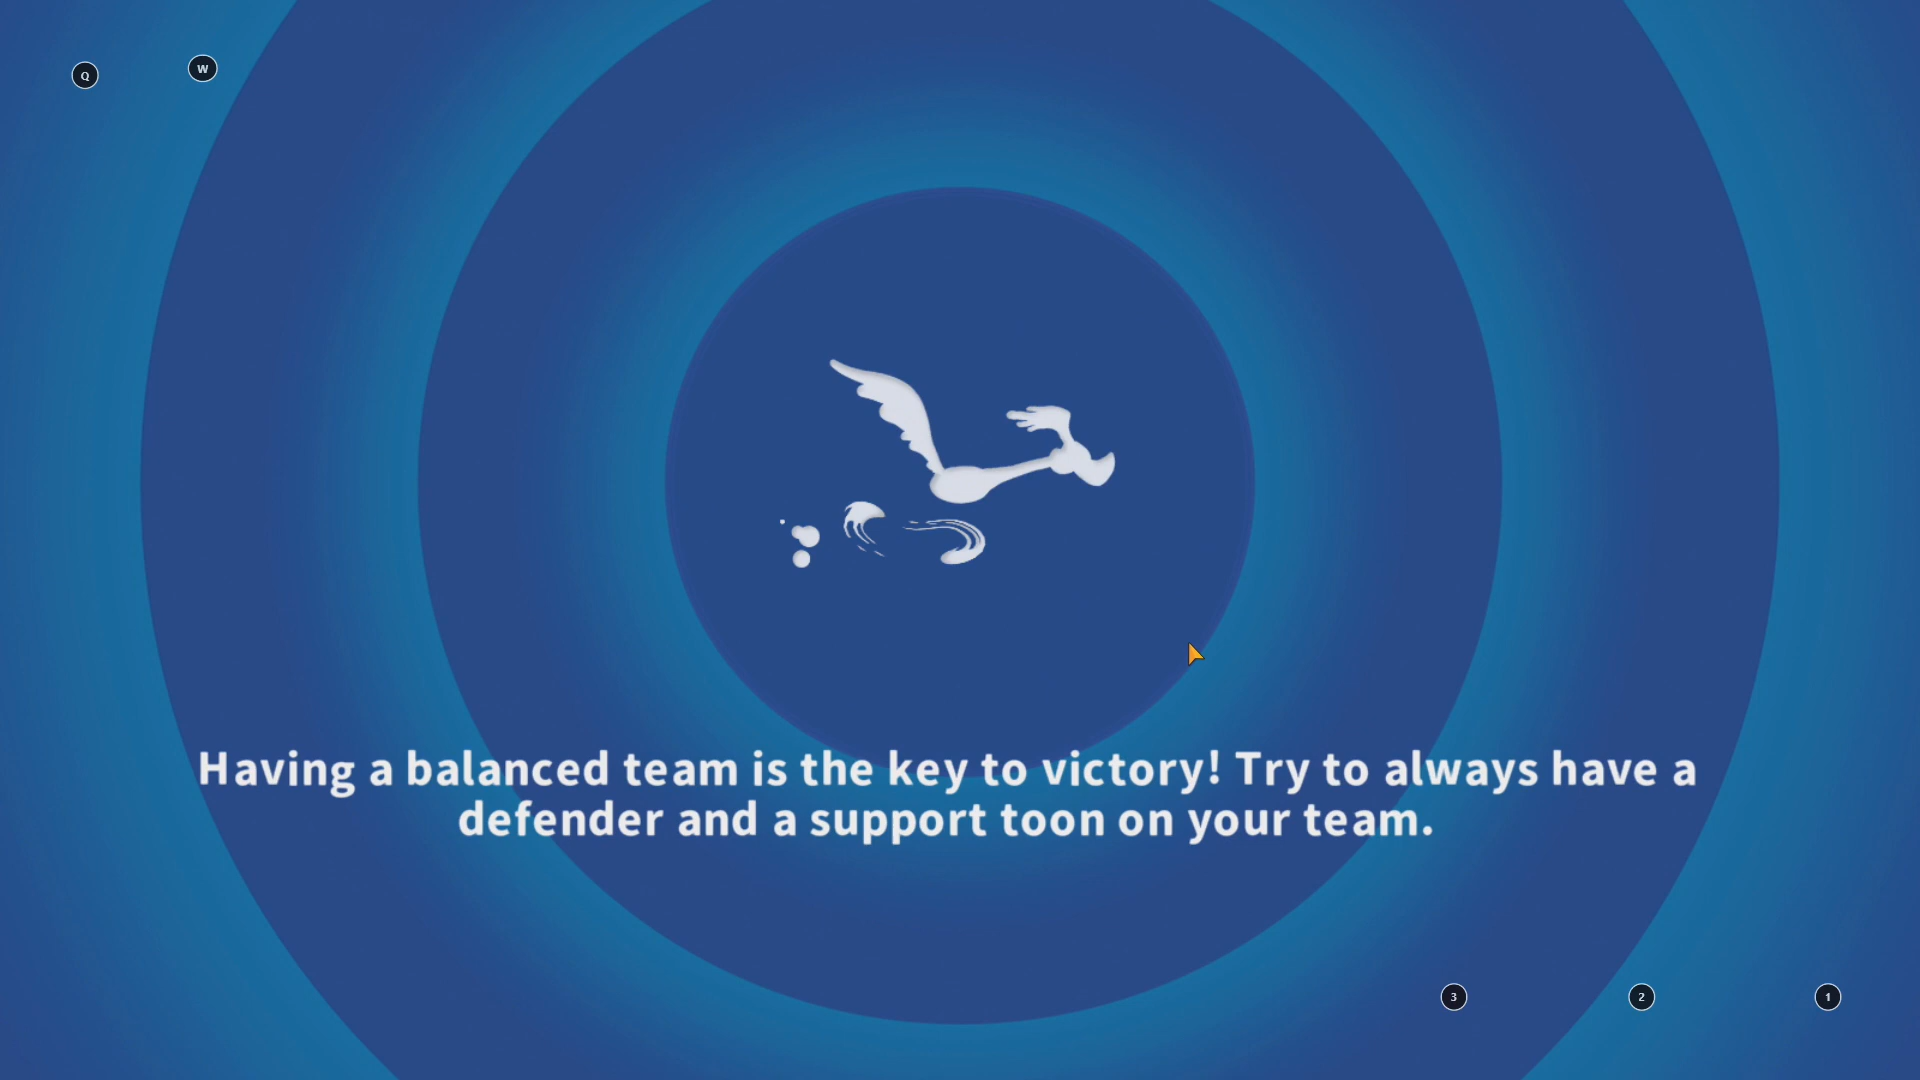 Q W
Having a balanced team is the key to victory! Try to always have a
defender and a support toon on your team.
3 2 1